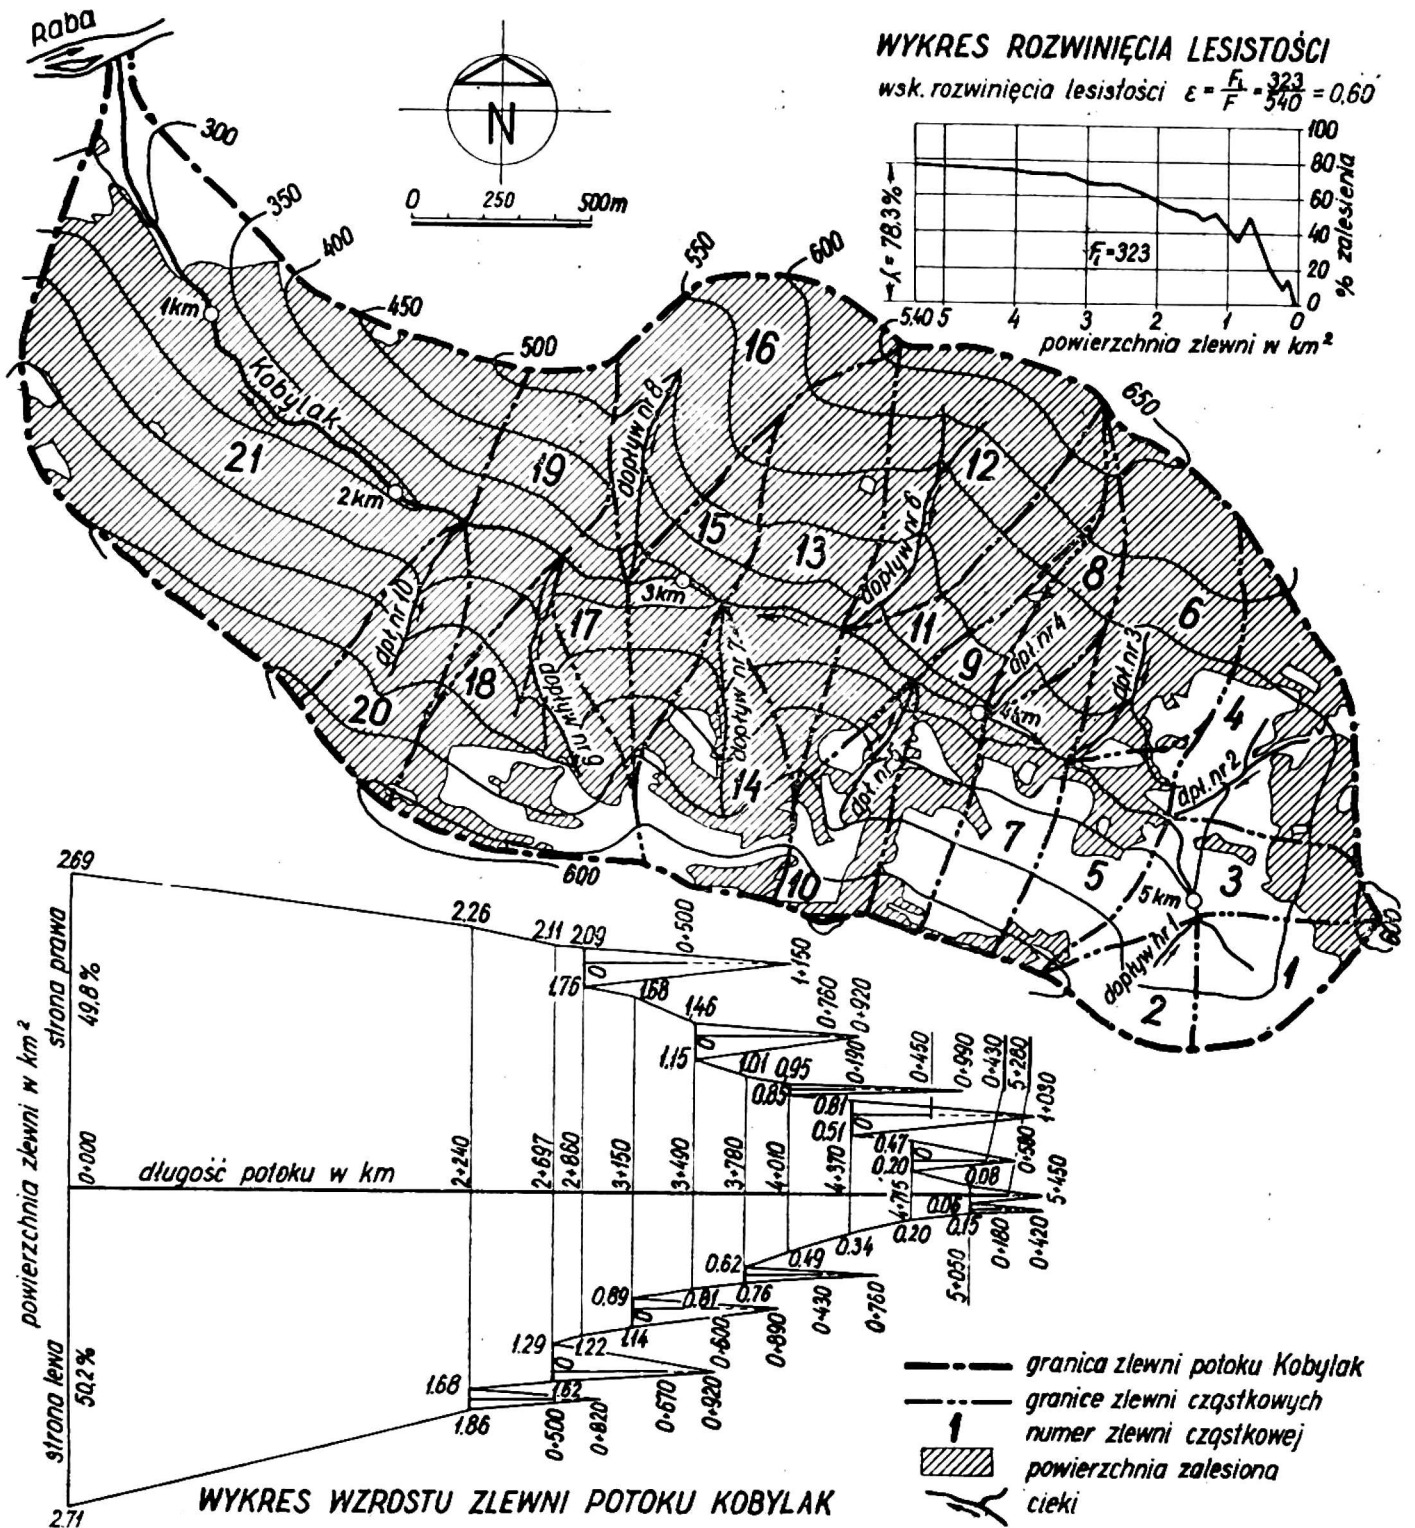 Raba
WYKRES ROZWINIĘCIA LESISTOŚCI
wsk. rozwinięcia lesistości ε = Fł/F = 323/540 = 0,60
N
0 250 500m
100
80
60
40
20
0
% zalesienia
λ = 78.3%
Fł=323
5,40 5 4 3 2 1 0
powierzchnia zlewni w km²
300
350
400
450
500
550
600
650
600
600
1km
Kobylak
2km
3km
4km
5km
21
19
16
15
13
12
11
9
8
6
4
3
1
2
5
7
10
14
17
18
20
dopływ nr 8
dopływ nr 6
dpł. nr 4
dpł. nr 3
dpł. nr 2
dopływ nr 1
dpł. nr
dopływ nr 7
dopływ nr 9
dpł. nr 10
powierzchnia zlewni w km²
strona prawa
49,8%
strona lewa
50,2%
2.69
2.26
2.11 2.09
1.76
1.68
1.46
1.15
1.01 0.95
0.85
0.81
0.51
0.47
0.20
0.08
0+500
1+150
0+760
0+920
0+190
0+450
0+990
0+430
5+280
1+030
0+580
długość potoku w km
0+000
2+240
2+697
2+860
3+150
3+490
3+780
4+010
4+370
4+715
5+450
0.06
0.15
0.20
0.34
0.49
0.62
0.76
0.81
0.89
1.14
1.22
1.29
1.62
1.68
1.86
2.71
5+050
0+180
0+420
0+430
0+760
0+600
0+890
0+670
0+920
0+500
0+820
WYKRES WZROSTU ZLEWNI POTOKU KOBYLAK
granica zlewni potoku Kobylak
granice zlewni cząstkowych
1 numer zlewni cząstkowej
powierzchnia zalesiona
cieki